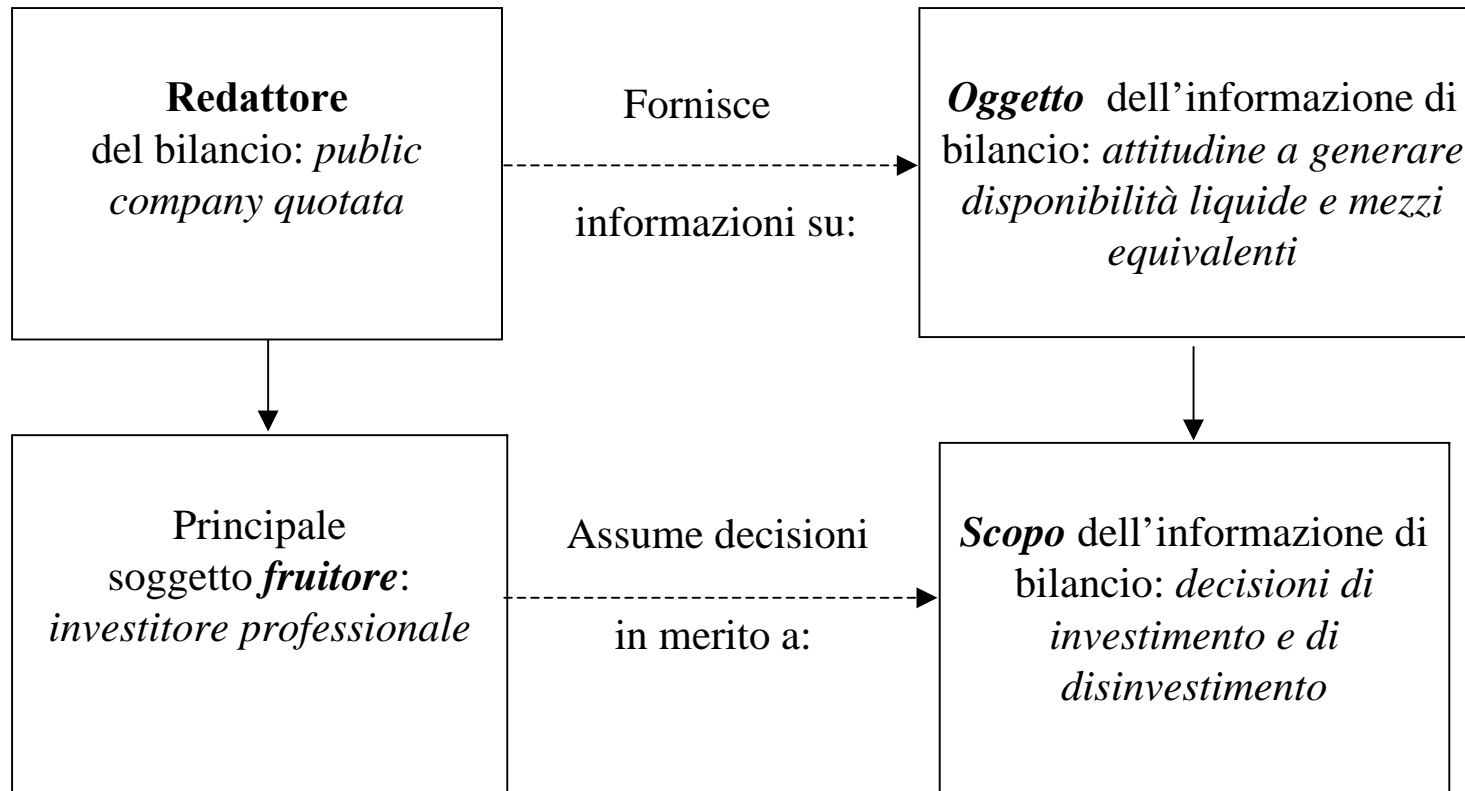 Redattore
del bilancio: public
company quotata
Fornisce
informazioni su:
Oggetto dell’informazione di
bilancio: attitudine a generare
disponibilità liquide e mezzi
equivalenti
Principale
soggetto fruitore:
investitore professionale
Assume decisioni
in merito a:
Scopo dell’informazione di
bilancio: decisioni di
investimento e di
disinvestimento